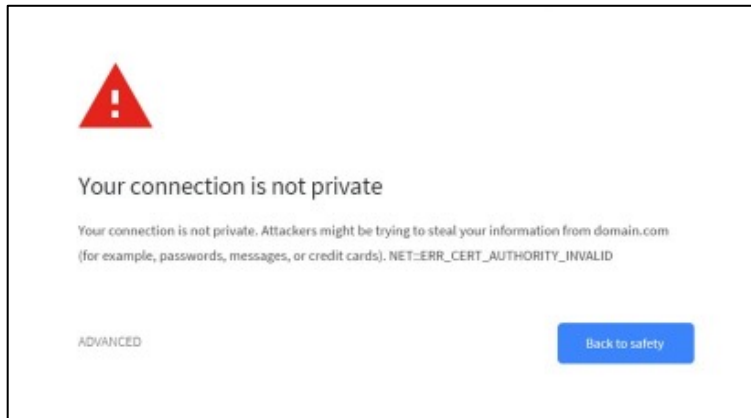 Your connection is not private
Your connection is not private. Attackers might be trying to steal your information from domain.com
(for example, passwords, messages, or credit cards). NET::ERR_CERT_AUTHORITY_INVALID
ADVANCED
Back to safety